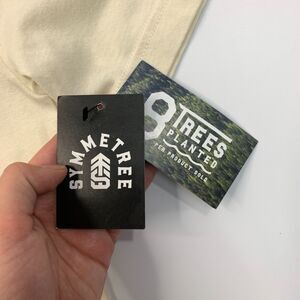 SYMMETREE
8 TREES
PLANTED
PER PRODUCT SOLD